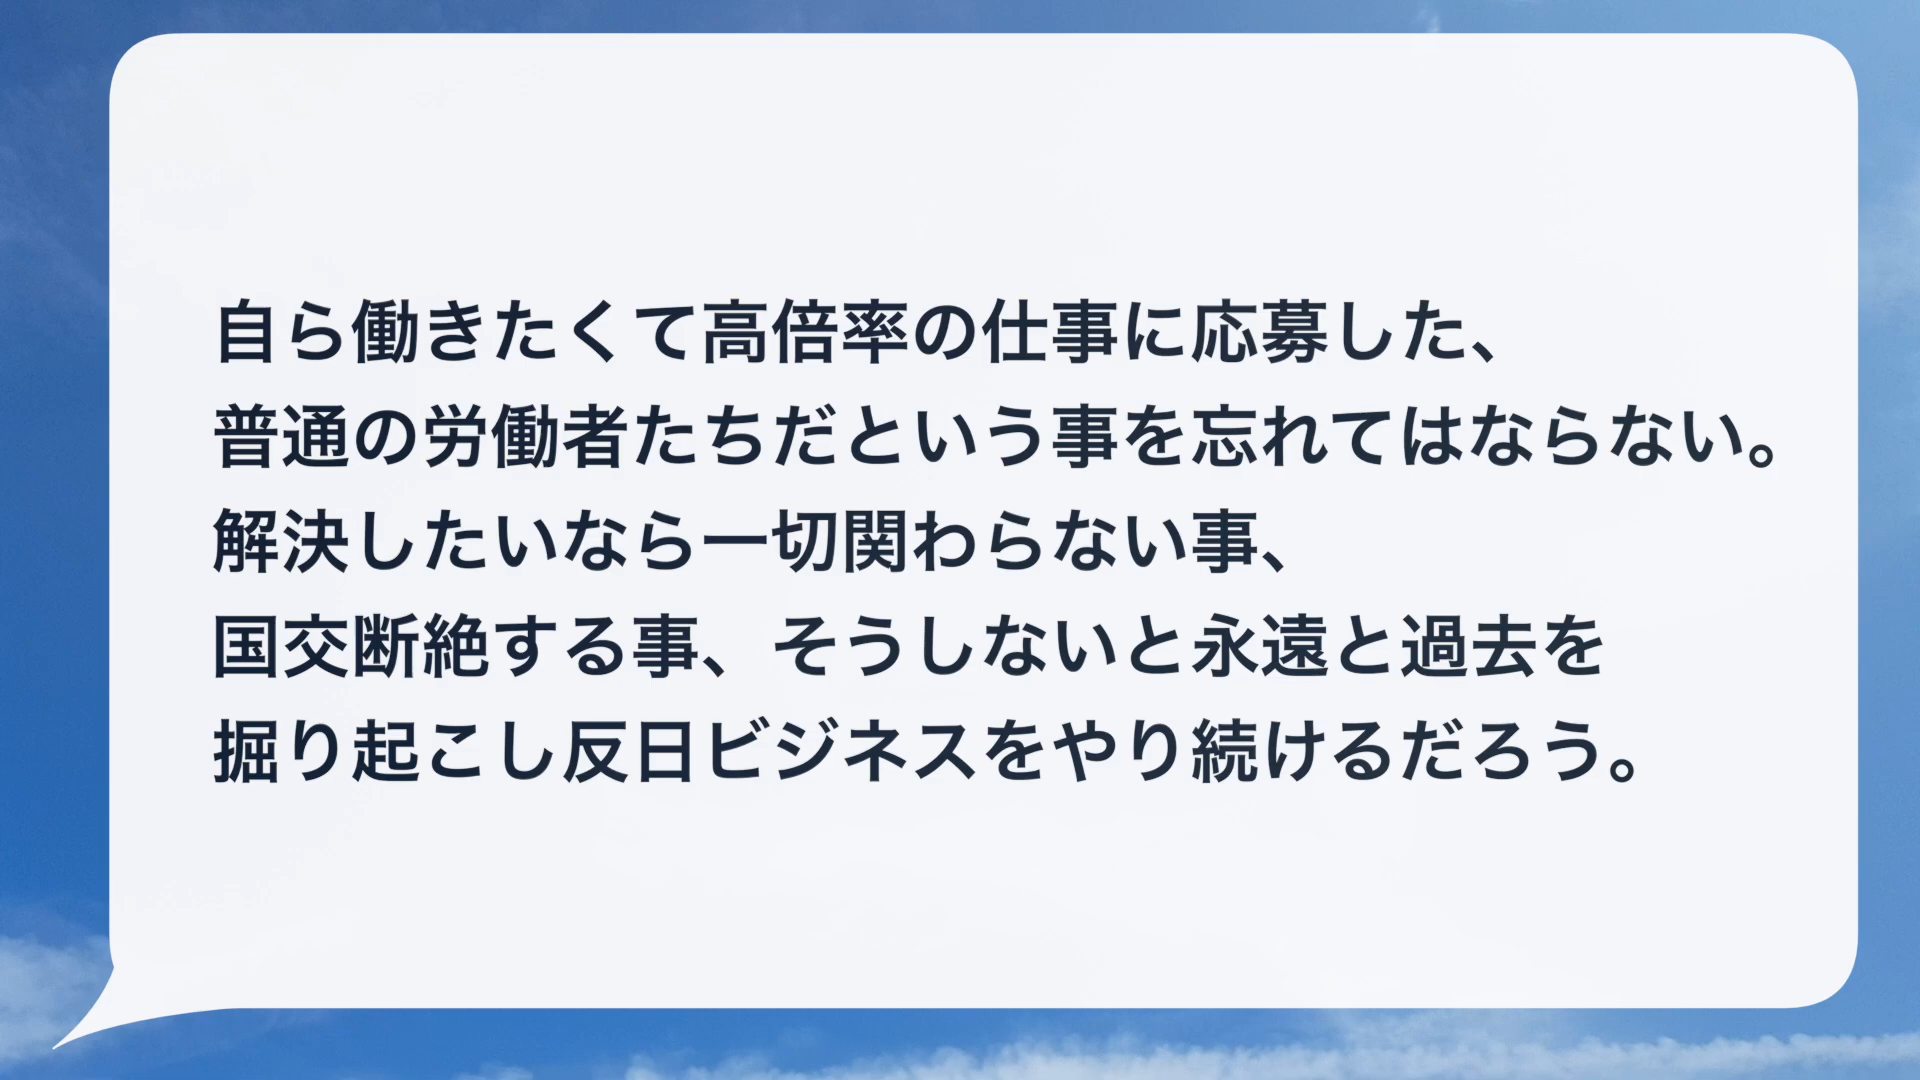 自ら働きたくて高倍率の仕事に応募した、
普通の労働者たちだという事を忘れてはならない。
解決したいなら一切関わらない事、
国交断絶する事、そうしないと永遠と過去を
掘り起こし反日ビジネスをやり続けるだろう。